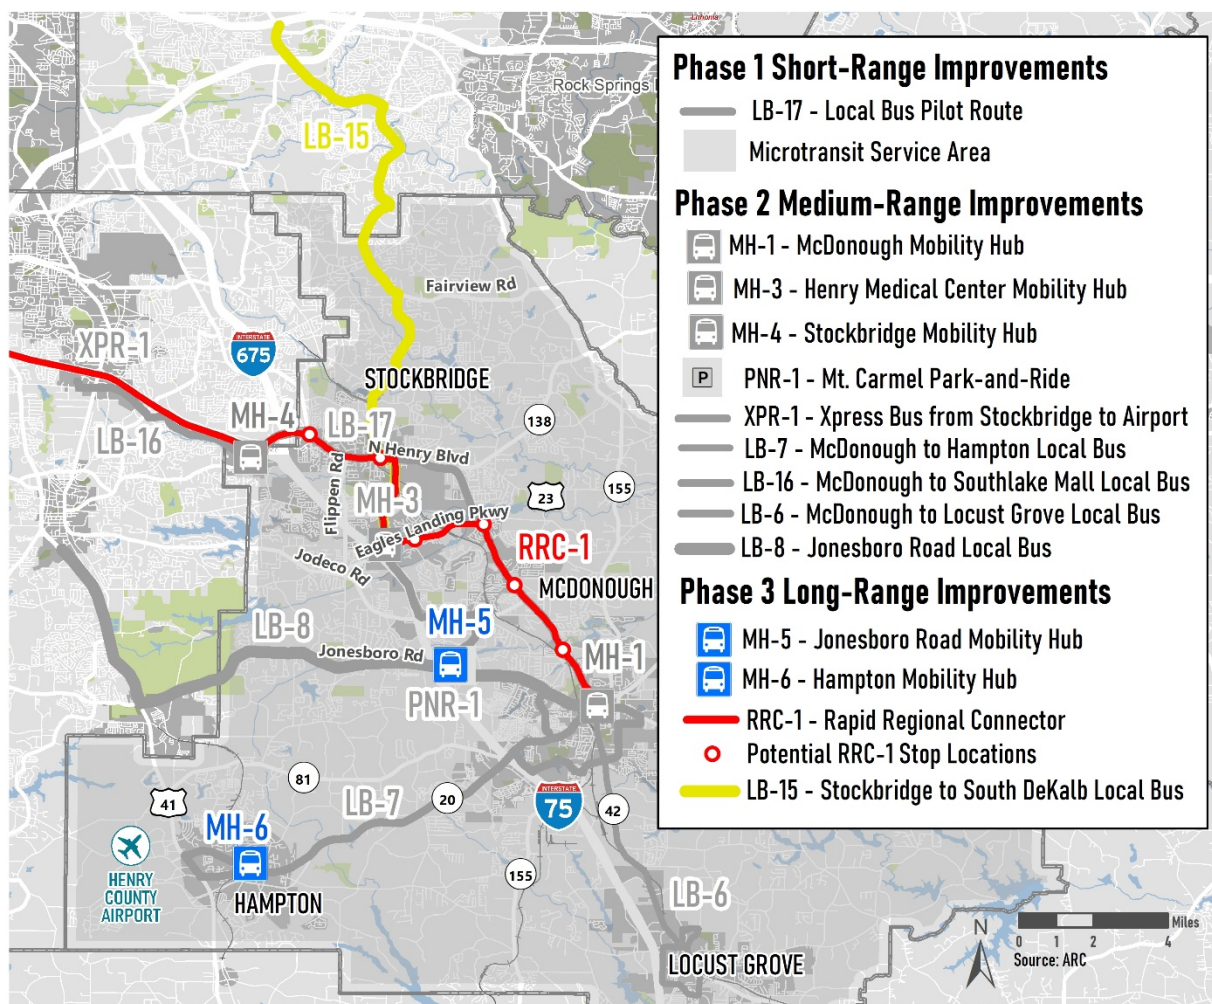 Lithonia
Rock Springs
LB-15
Fairview Rd
XPR-1
INTERSTATE
675
STOCKBRIDGE
MH-4
LB-17
138
LB-16
N Henry Blvd
Flippen Rd
MH-3
155
23
Eagles Landing Pkwy
RRC-1
Jodeco Rd
MCDONOUGH
MH-5
LB-8
Jonesboro Rd
MH-1
PNR-1
81
41
LB-7
20
INTERSTATE
75
42
MH-6
HENRY
COUNTY
AIRPORT
HAMPTON
155
LB-6
LOCUST GROVE
Phase 1 Short-Range Improvements
LB-17 - Local Bus Pilot Route
Microtransit Service Area
Phase 2 Medium-Range Improvements
MH-1 - McDonough Mobility Hub
MH-3 - Henry Medical Center Mobility Hub
MH-4 - Stockbridge Mobility Hub
P
PNR-1 - Mt. Carmel Park-and-Ride
XPR-1 - Xpress Bus from Stockbridge to Airport
LB-7 - McDonough to Hampton Local Bus
LB-16 - McDonough to Southlake Mall Local Bus
LB-6 - McDonough to Locust Grove Local Bus
LB-8 - Jonesboro Road Local Bus
Phase 3 Long-Range Improvements
MH-5 - Jonesboro Road Mobility Hub
MH-6 - Hampton Mobility Hub
RRC-1 - Rapid Regional Connector
Potential RRC-1 Stop Locations
LB-15 - Stockbridge to South DeKalb Local Bus
N
Miles
0 1 2 4
Source: ARC